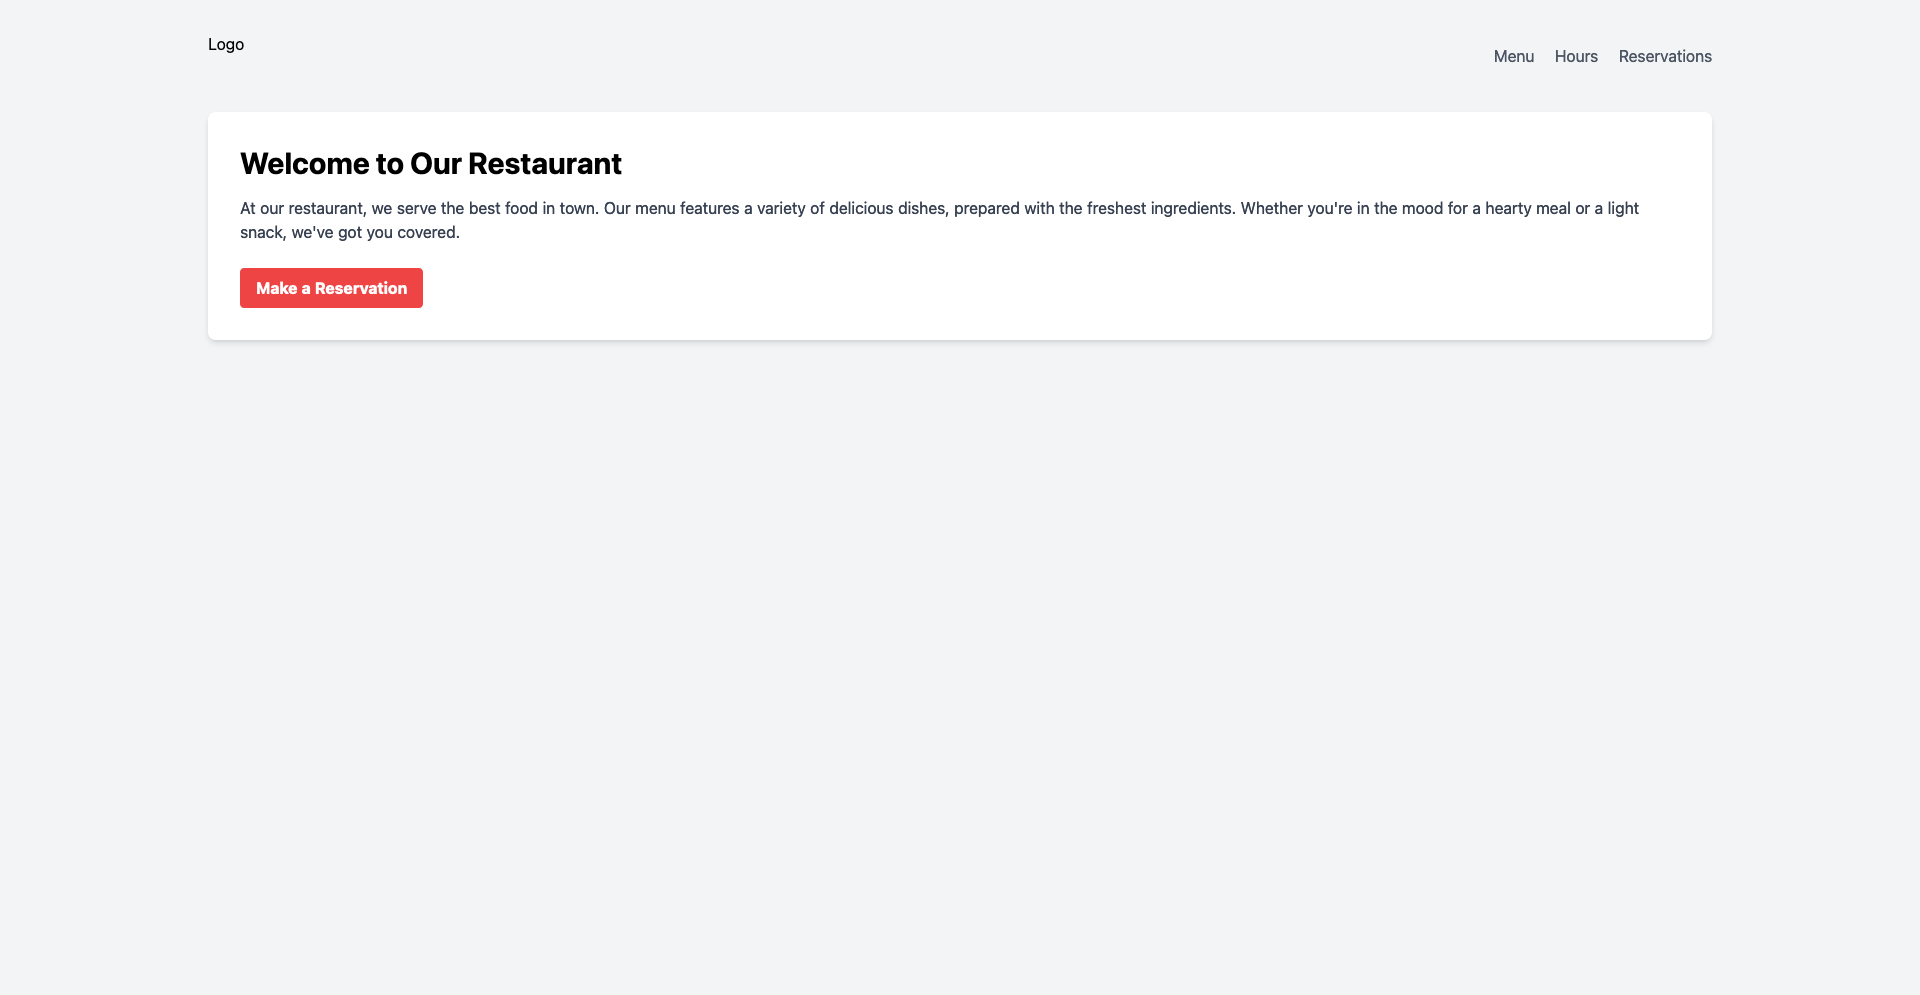 Logo
Menu Hours Reservations
Welcome to Our Restaurant
At our restaurant, we serve the best food in town. Our menu features a variety of delicious dishes, prepared with the freshest ingredients. Whether you're in the mood for a hearty meal or a light
snack, we've got you covered.
Make a Reservation